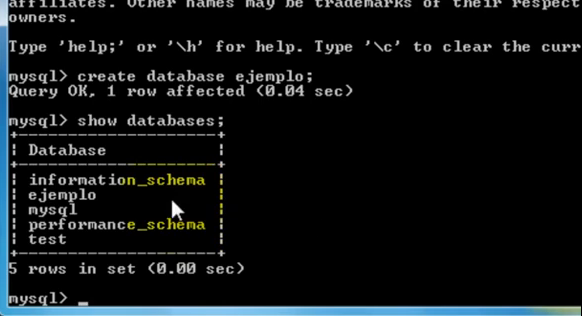 affiliates. Other names may be trademarks of their respect
owners.
Type 'help;' or '\h' for help. Type '\c' to clear the curr
mysql> create database ejemplo;
Query OK, 1 row affected (0.04 sec)
mysql> show databases;
+--------------------+
| Database           |
+--------------------+
| information_schema |
| ejemplo            |
| mysql              |
| performance_schema |
| test               |
+--------------------+
5 rows in set (0.00 sec)
mysql> _